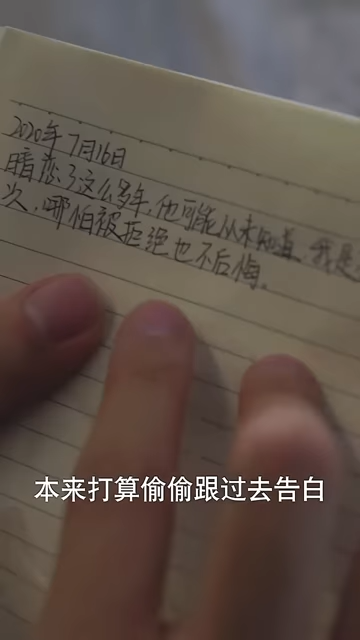 2020年7月16日
暗恋了这么多年，他可能从未知道，我是
次，哪怕被拒绝也不后悔。
本来打算偷偷跟过去告白